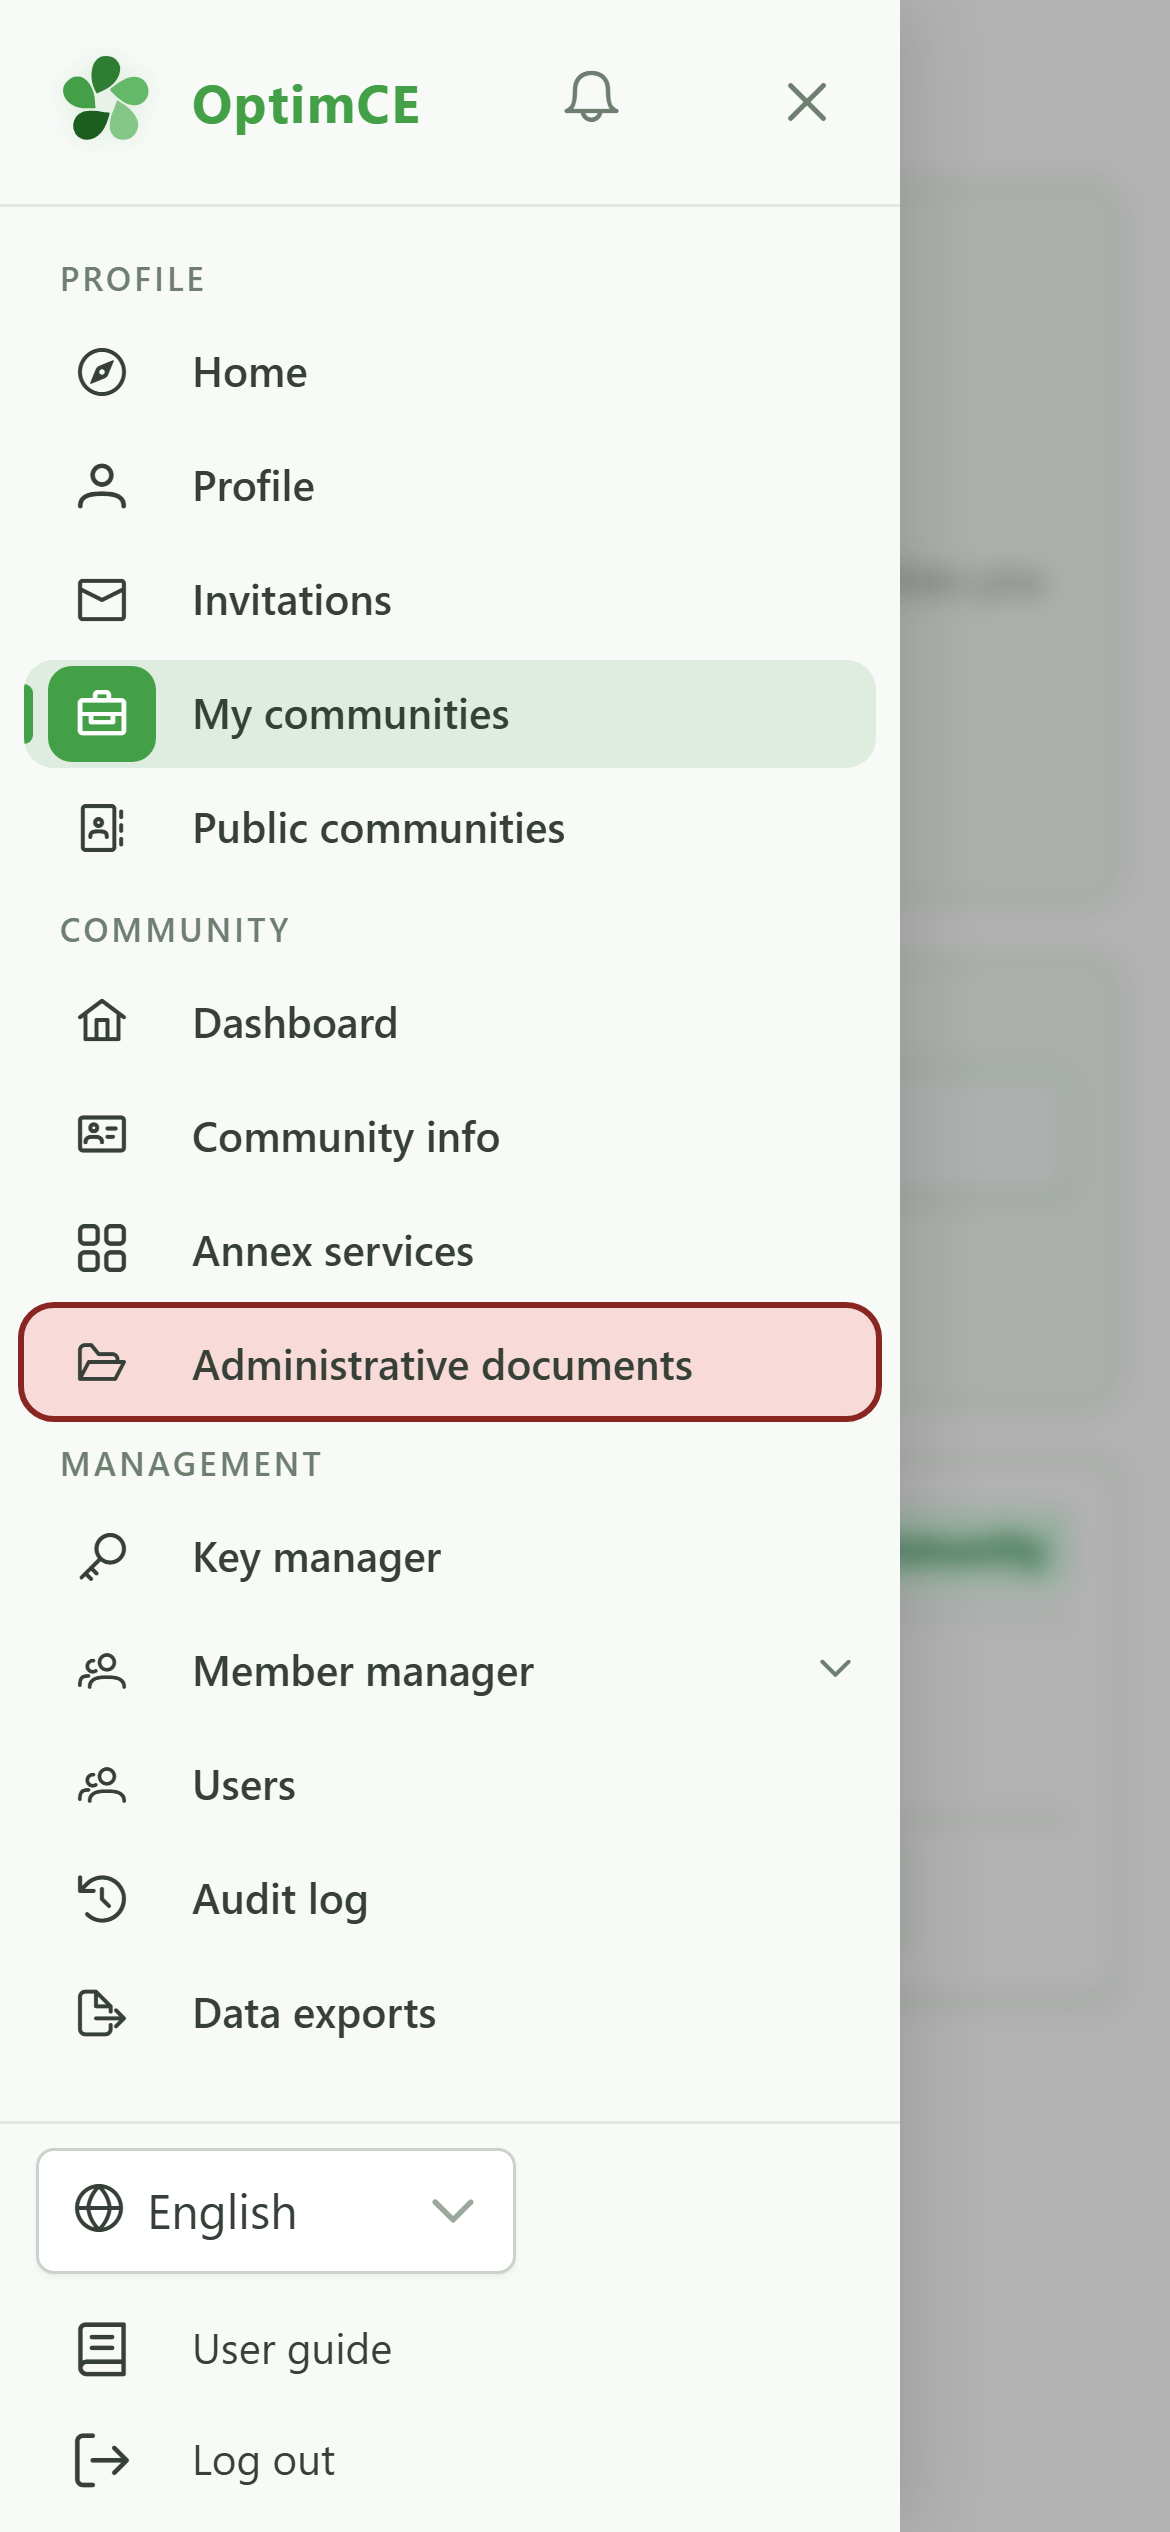 OptimCE
PROFILE
Home
Profile
Invitations
My communities
Public communities
COMMUNITY
Dashboard
Community info
Annex services
Administrative documents
MANAGEMENT
Key manager
Member manager
Users
Audit log
Data exports
English
User guide
Log out